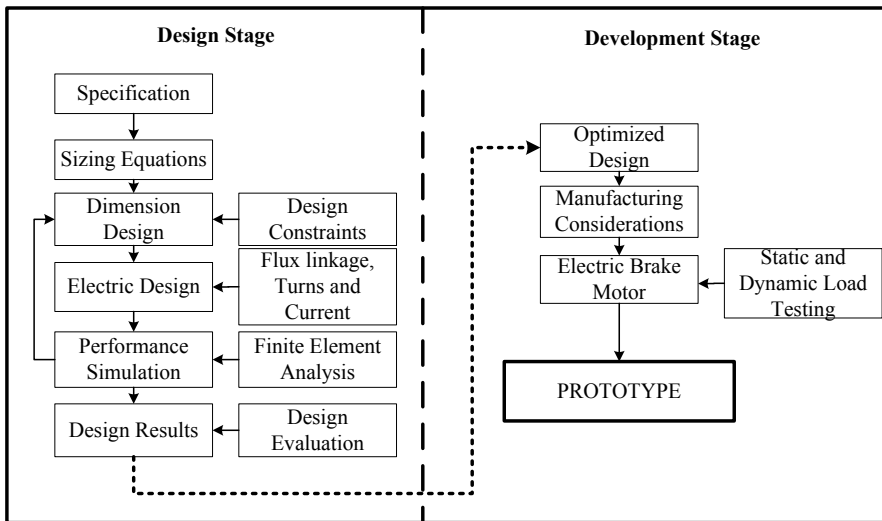 Design Stage
Specification
Sizing Equations
Dimension
Design
Design
Constraints
Electric Design
Flux linkage,
Turns and
Current
Performance
Simulation
Finite Element
Analysis
Design Results
Design
Evaluation
Development Stage
Optimized
Design
Manufacturing
Considerations
Electric Brake
Motor
Static and
Dynamic Load
Testing
PROTOTYPE